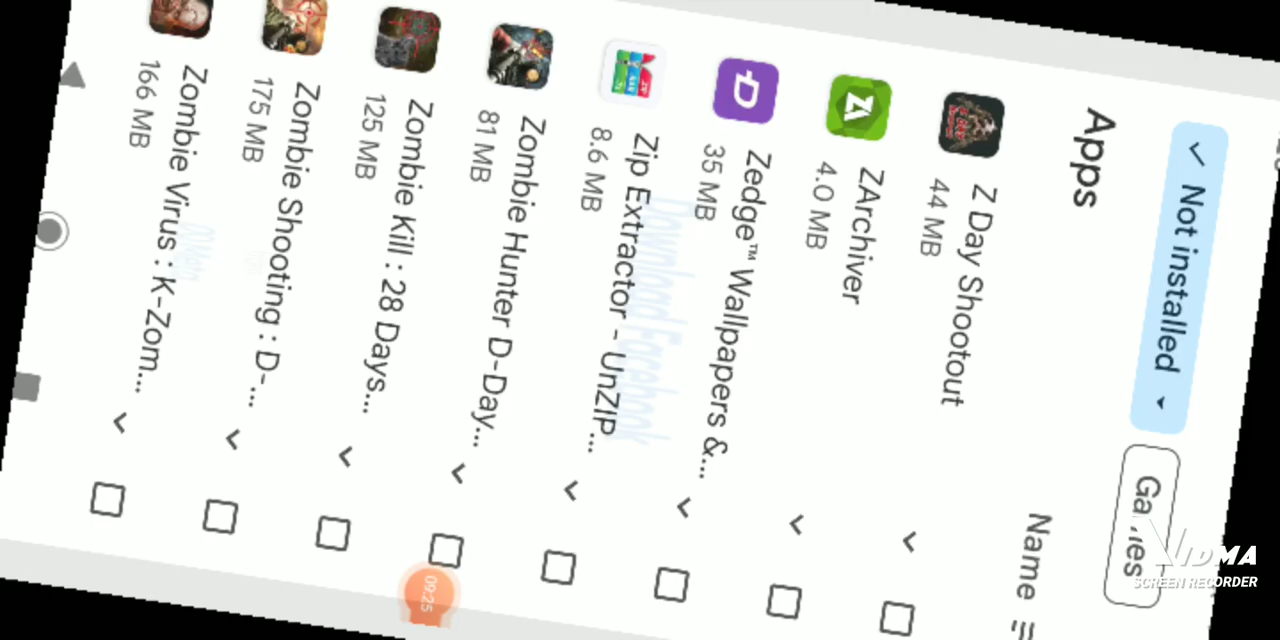 Not installed
Games
Apps
Name
Z Day Shootout
44 MB
ZArchiver
4.0 MB
Zedge™ Wallpapers &...
35 MB
Zip Extractor - UnZIP...
8.6 MB
Zombie Hunter D-Day...
81 MB
Zombie Kill : 28 Days...
125 MB
Zombie Shooting : D-...
175 MB
Zombie Virus : K-Zom...
166 MB
Download Facebook
09:25
VIDMA
SCREEN RECORDER